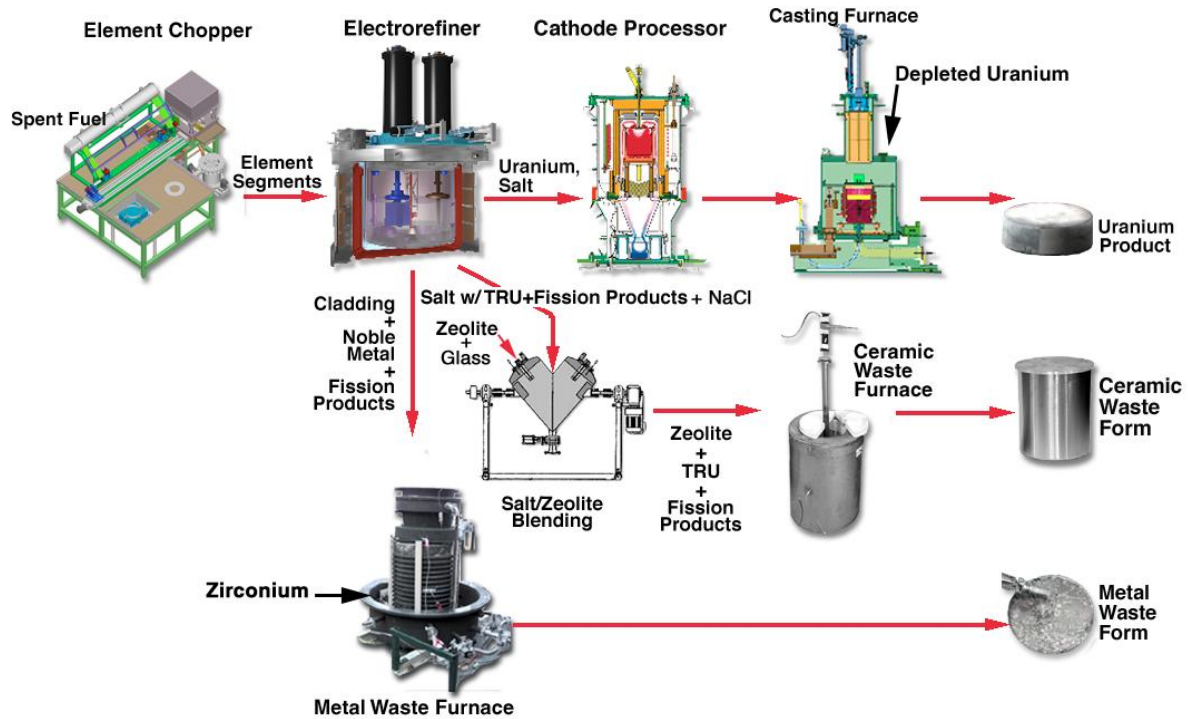 Element Chopper
Electrorefiner
Cathode Processor
Casting Furnace
Depleted Uranium
Spent Fuel
Element
Segments
Uranium,
Salt
Uranium
Product
Cladding
+
Noble
Metal
+
Fission
Products
Salt w/TRU+Fission Products + NaCl
Zeolite
+
Glass
Salt/Zeolite
Blending
Zeolite
+
TRU
+
Fission
Products
Ceramic
Waste
Furnace
Ceramic
Waste
Form
Zirconium
Metal Waste Furnace
Metal
Waste
Form